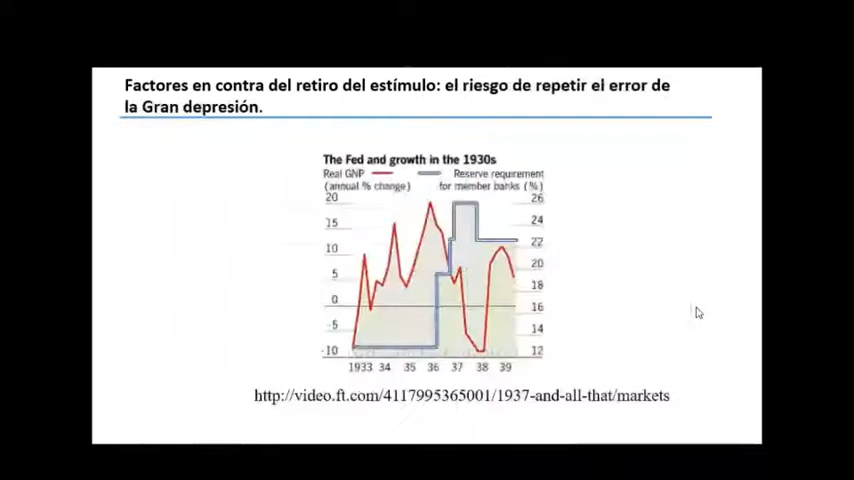 Factores en contra del retiro del estímulo: el riesgo de repetir el error de
la Gran depresión.
The Fed and growth in the 1930s
Real GNP
(annual % change)
Reserve requirement
for member banks (%)
20
15
10
5
0
-5
-10
26
24
22
20
18
16
14
12
1933 34 35 36 37 38 39
http://video.ft.com/4117995365001/1937-and-all-that/markets